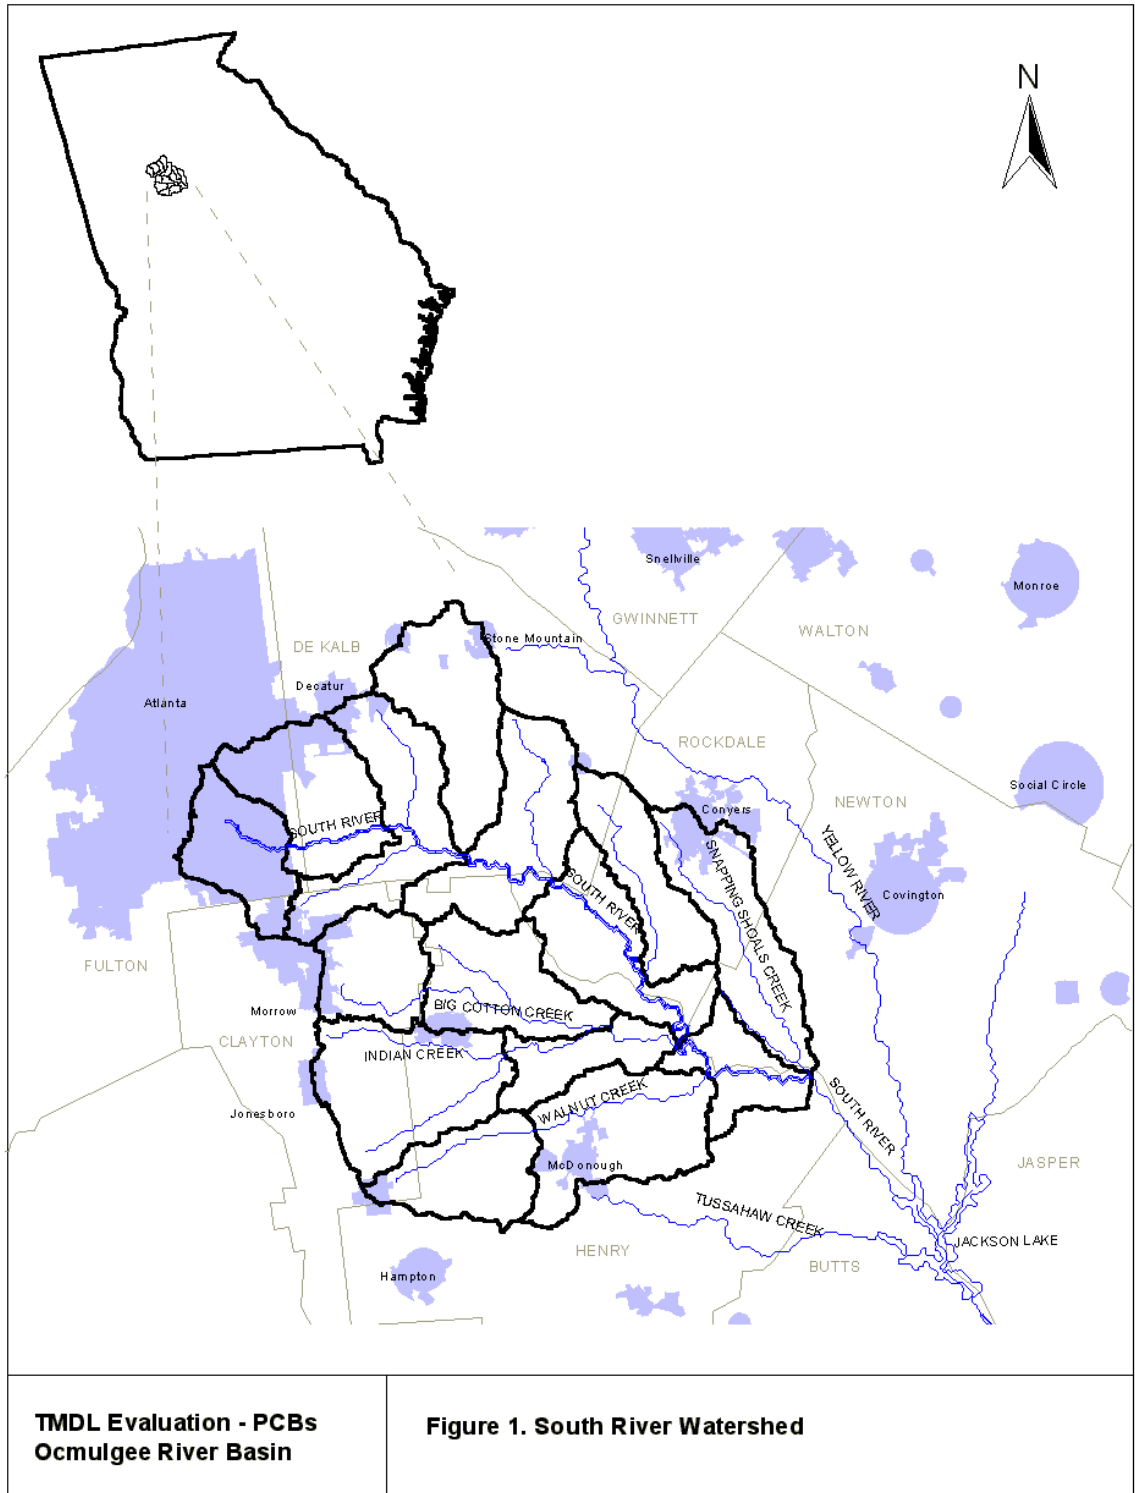 N
Snellville
Monroe
GWINNETT
WALTON
Stone Mountain
DE KALB
Decatur
Atlanta
ROCKDALE
Social Circle
NEWTON
Conyers
SOUTH RIVER
YELLOW RIVER
SNAPPING SHOALS CREEK
SOUTH RIVER
Covington
FULTON
Morrow
BIG COTTON CREEK
CLAYTON
INDIAN CREEK
Jonesboro
WALNUT CREEK
SOUTH RIVER
McDonough
JASPER
TUSSAHAW CREEK
JACKSON LAKE
HENRY
BUTTS
Hampton
TMDL Evaluation - PCBs
Ocmulgee River Basin
Figure 1. South River Watershed